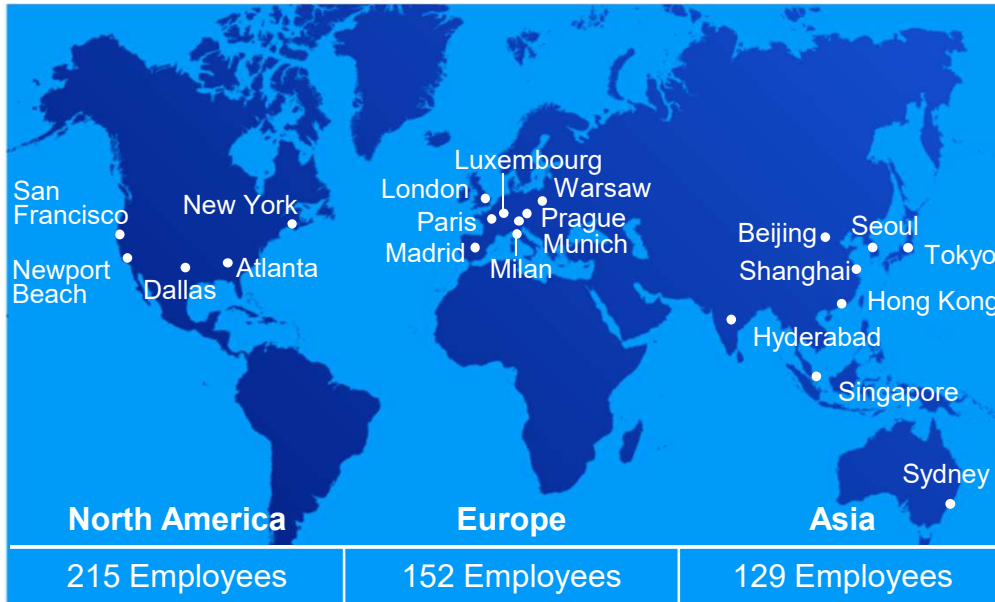 San
Francisco
Newport
Beach
New York
Dallas
Atlanta
Luxembourg
London
Warsaw
Paris
Prague
Madrid
Munich
Milan
Beijing
Seoul
Tokyo
Shanghai
Hong Kong
Hyderabad
Singapore
Sydney
North America
Europe
Asia
215 Employees
152 Employees
129 Employees